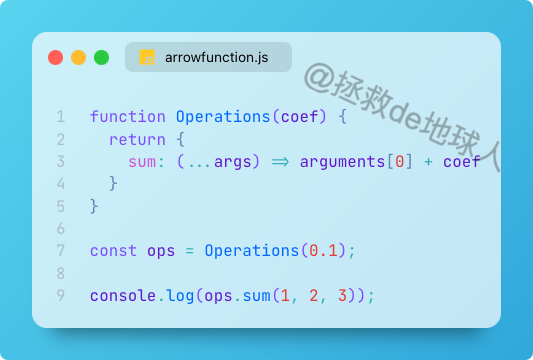 arrowfunction.js
@拯救de地球人
1 function Operations(coef) {
2   return {
3     sum: (...args) => arguments[0] + coef
4   }
5 }
6
7 const ops = Operations(0.1);
8
9 console.log(ops.sum(1, 2, 3));